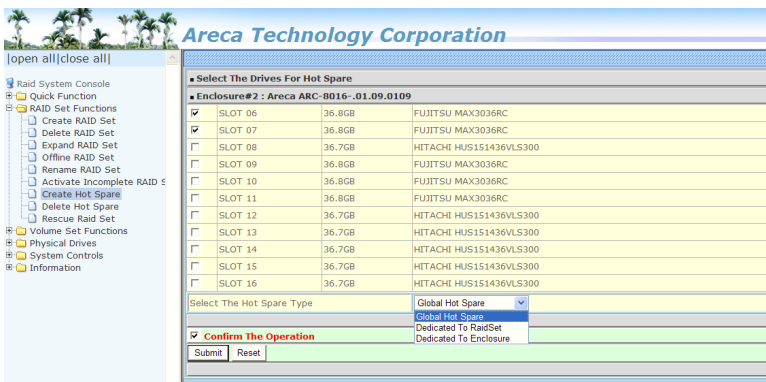 Areca Technology Corporation
|open all|close all|
Raid System Console
Quick Function
RAID Set Functions
Create RAID Set
Delete RAID Set
Expand RAID Set
Offline RAID Set
Rename RAID Set
Activate Incomplete RAID S
Create Hot Spare
Delete Hot Spare
Rescue Raid Set
Volume Set Functions
Physical Drives
System Controls
Information
Select The Drives For Hot Spare
Enclosure#2 : Areca ARC-8016-.01.09.0109
SLOT 06 36.8GB FUJITSU MAX3036RC
SLOT 07 36.8GB FUJITSU MAX3036RC
SLOT 08 36.7GB HITACHI HUS151436VLS300
SLOT 09 36.8GB FUJITSU MAX3036RC
SLOT 10 36.8GB FUJITSU MAX3036RC
SLOT 11 36.8GB FUJITSU MAX3036RC
SLOT 12 36.7GB HITACHI HUS151436VLS300
SLOT 13 36.7GB HITACHI HUS151436VLS300
SLOT 14 36.7GB HITACHI HUS151436VLS300
SLOT 15 36.7GB HITACHI HUS151436VLS300
SLOT 16 36.7GB HITACHI HUS151436VLS300
Select The Hot Spare Type Global Hot Spare
Global Hot Spare
Dedicated To RaidSet
Dedicated To Enclosure
Confirm The Operation
Submit Reset